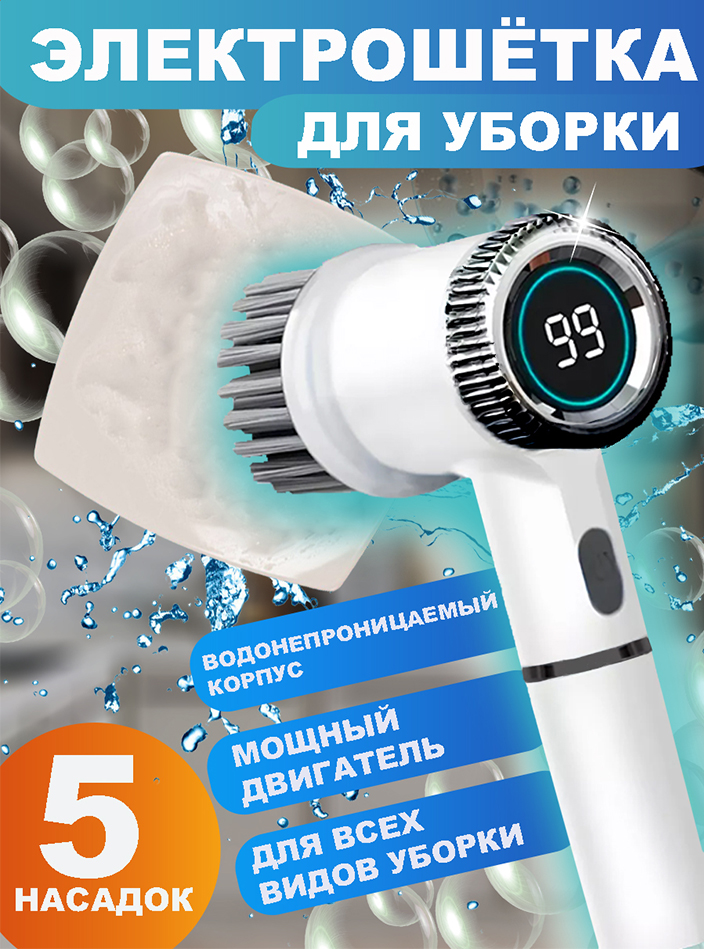 ЭЛЕКТРОШЁТКА
ДЛЯ УБОРКИ
99
ВОДОНЕПРОНИЦАЕМЫЙ
КОРПУС
МОЩНЫЙ
ДВИГАТЕЛЬ
ДЛЯ ВСЕХ
ВИДОВ УБОРКИ
5
НАСАДОК